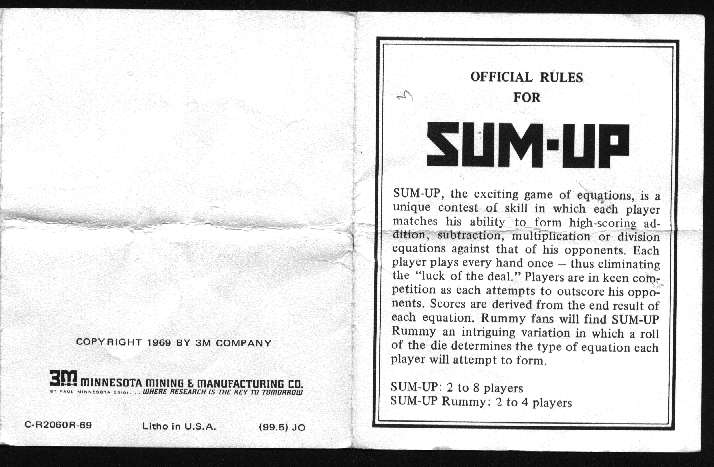 COPYRIGHT 1969 BY 3M COMPANY
3M MINNESOTA MINING & MANUFACTURING CO.
ST. PAUL MINNESOTA 55101 ... WHERE RESEARCH IS THE KEY TO TOMORROW
C-R2060R-69 Litho in U.S.A. (99.5) JO
OFFICIAL RULES
FOR
SUM-UP
SUM-UP, the exciting game of equations, is a
unique contest of skill in which each player
matches his ability to form high-scoring ad-
dition, subtraction, multiplication or division
equations against that of his opponents. Each
player plays every hand once — thus eliminating
the "luck of the deal." Players are in keen com-
petition as each attempts to outscore his oppo-
nents. Scores are derived from the end result of
each equation. Rummy fans will find SUM-UP
Rummy an intriguing variation in which a roll
of the die determines the type of equation each
player will attempt to form.
SUM-UP: 2 to 8 players
SUM-UP Rummy: 2 to 4 players